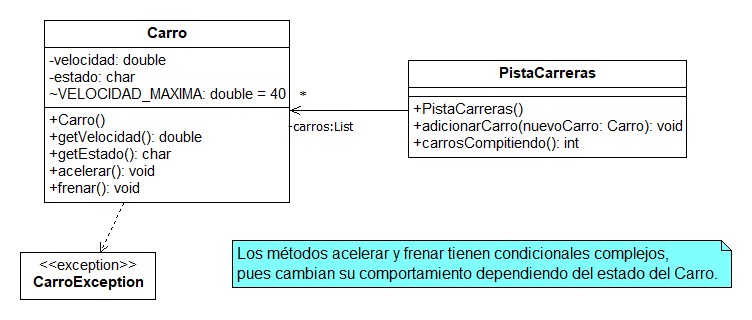 Carro
-velocidad: double
-estado: char
~VELOCIDAD_MAXIMA: double = 40
+Carro()
+getVelocidad(): double
+getEstado(): char
+acelerar(): void
+frenar(): void
*
-carros:List
PistaCarreras
+PistaCarreras()
+adicionarCarro(nuevoCarro: Carro): void
+carrosCompitiendo(): int
<<exception>>
CarroException
Los métodos acelerar y frenar tienen condicionales complejos,
pues cambian su comportamiento dependiendo del estado del Carro.